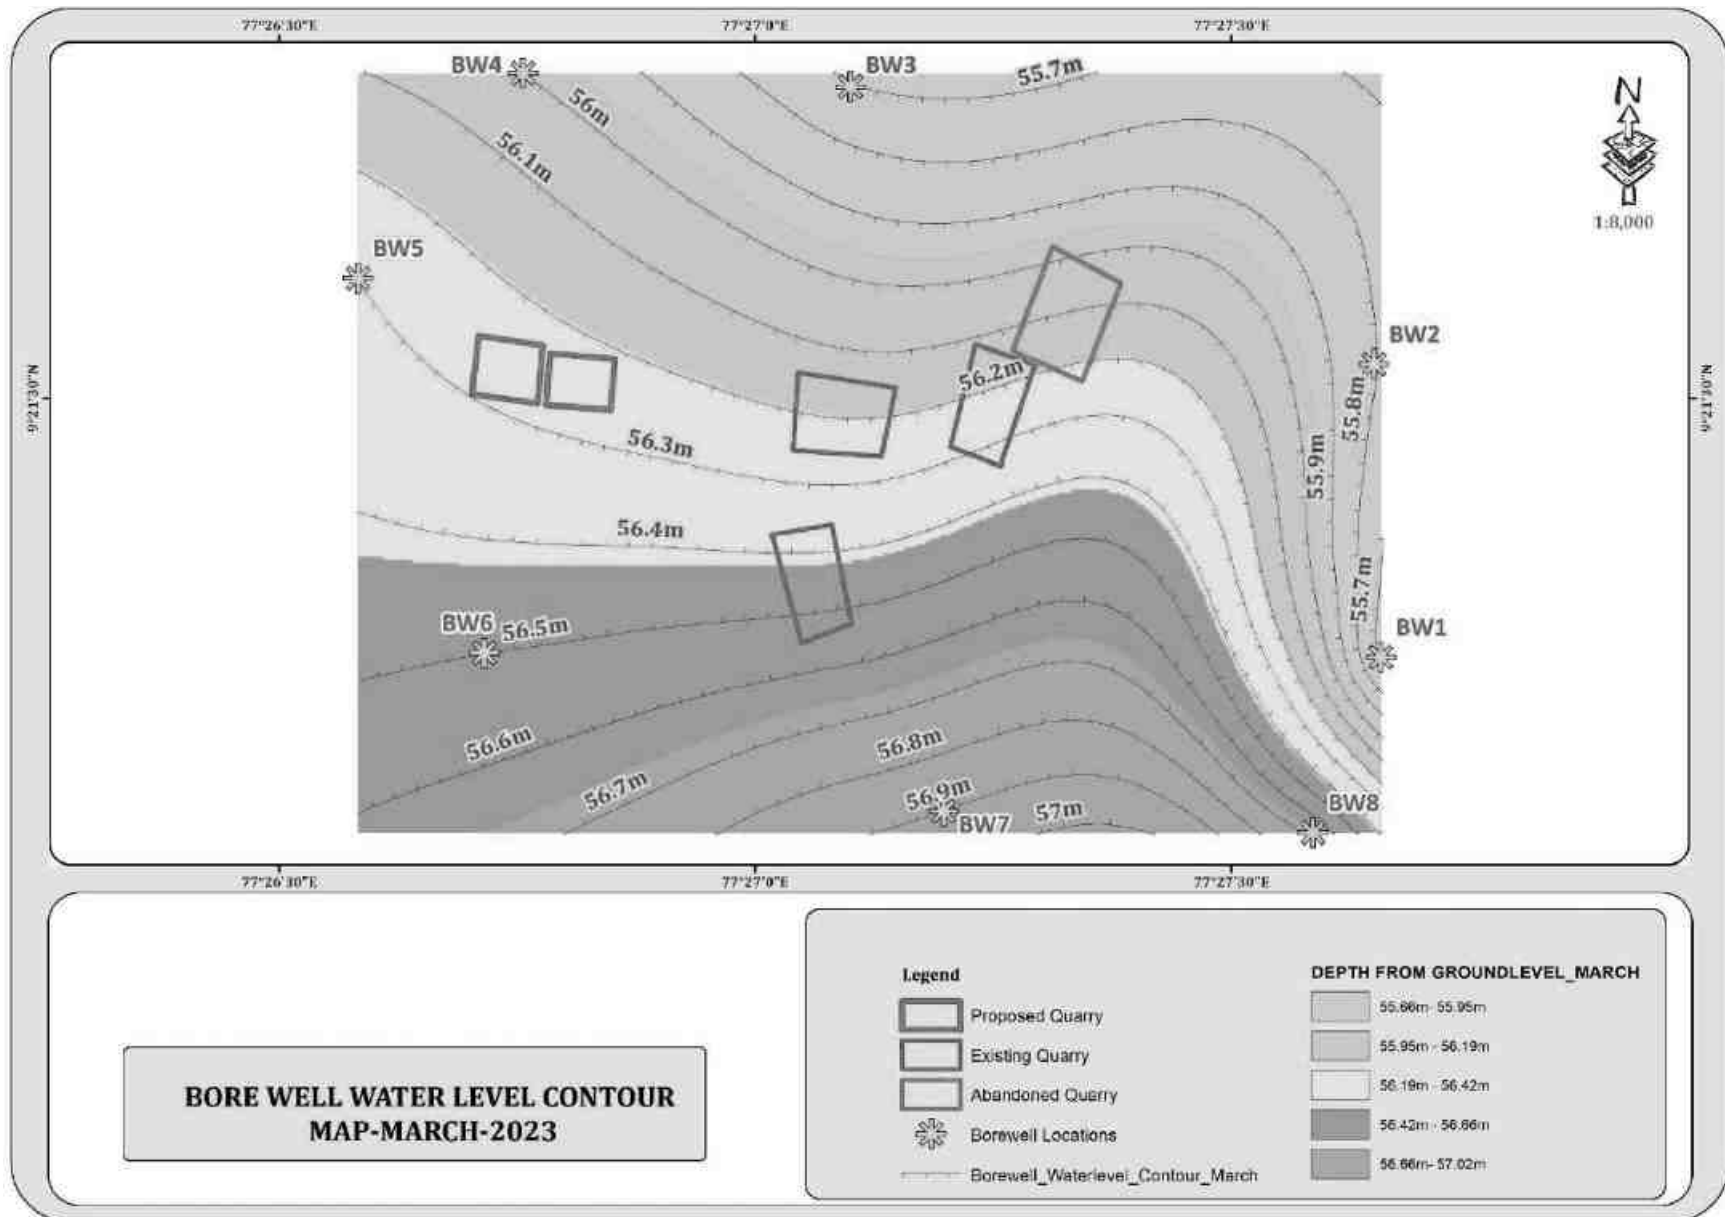 77°26'30"E
77°27'0"E
77°27'30"E
BW4
BW3
55.7m
56m
N
56.1m
1:8,000
BW5
BW2
9°21'30"N
9°21'30"N
56.2m
55.8m
56.3m
55.9m
56.4m
55.7m
BW6
56.5m
BW1
56.6m
56.8m
56.7m
56.9m
BW8
57m
BW7
77°26'30"E
77°27'0"E
77°27'30"E
Legend
DEPTH FROM GROUNDLEVEL_MARCH
Proposed Quarry
55.66m- 55.95m
Existing Quarry
55.95m - 56.19m
Abandoned Quarry
56.19m - 56.42m
Borewell Locations
56.42m - 56.66m
Borewell_Waterlevel_Contour_March
56.66m- 57.02m
BORE WELL WATER LEVEL CONTOUR
MAP-MARCH-2023